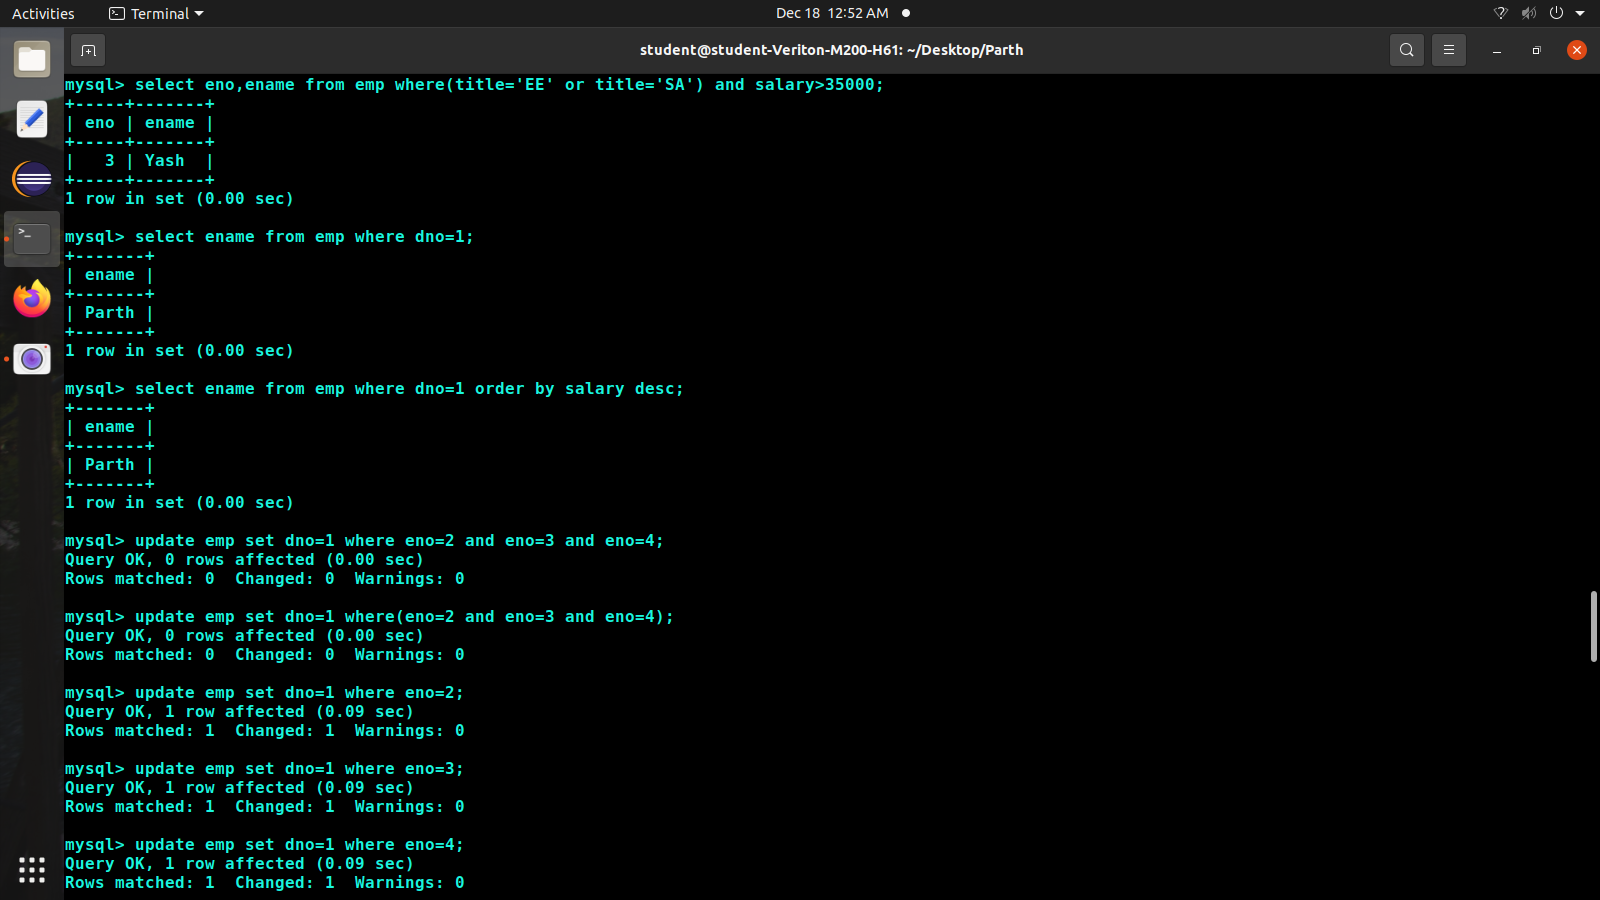 Activities
Terminal
Dec 18 12:52 AM
student@student-Veriton-M200-H61: ~/Desktop/Parth
mysql> select eno,ename from emp where(title='EE' or title='SA') and salary>35000;
+-----+-------+
| eno | ename |
+-----+-------+
|   3 | Yash  |
+-----+-------+
1 row in set (0.00 sec)
mysql> select ename from emp where dno=1;
+-------+
| ename |
+-------+
| Parth |
+-------+
1 row in set (0.00 sec)
mysql> select ename from emp where dno=1 order by salary desc;
+-------+
| ename |
+-------+
| Parth |
+-------+
1 row in set (0.00 sec)
mysql> update emp set dno=1 where eno=2 and eno=3 and eno=4;
Query OK, 0 rows affected (0.00 sec)
Rows matched: 0  Changed: 0  Warnings: 0
mysql> update emp set dno=1 where(eno=2 and eno=3 and eno=4);
Query OK, 0 rows affected (0.00 sec)
Rows matched: 0  Changed: 0  Warnings: 0
mysql> update emp set dno=1 where eno=2;
Query OK, 1 row affected (0.09 sec)
Rows matched: 1  Changed: 1  Warnings: 0
mysql> update emp set dno=1 where eno=3;
Query OK, 1 row affected (0.09 sec)
Rows matched: 1  Changed: 1  Warnings: 0
mysql> update emp set dno=1 where eno=4;
Query OK, 1 row affected (0.09 sec)
Rows matched: 1  Changed: 1  Warnings: 0